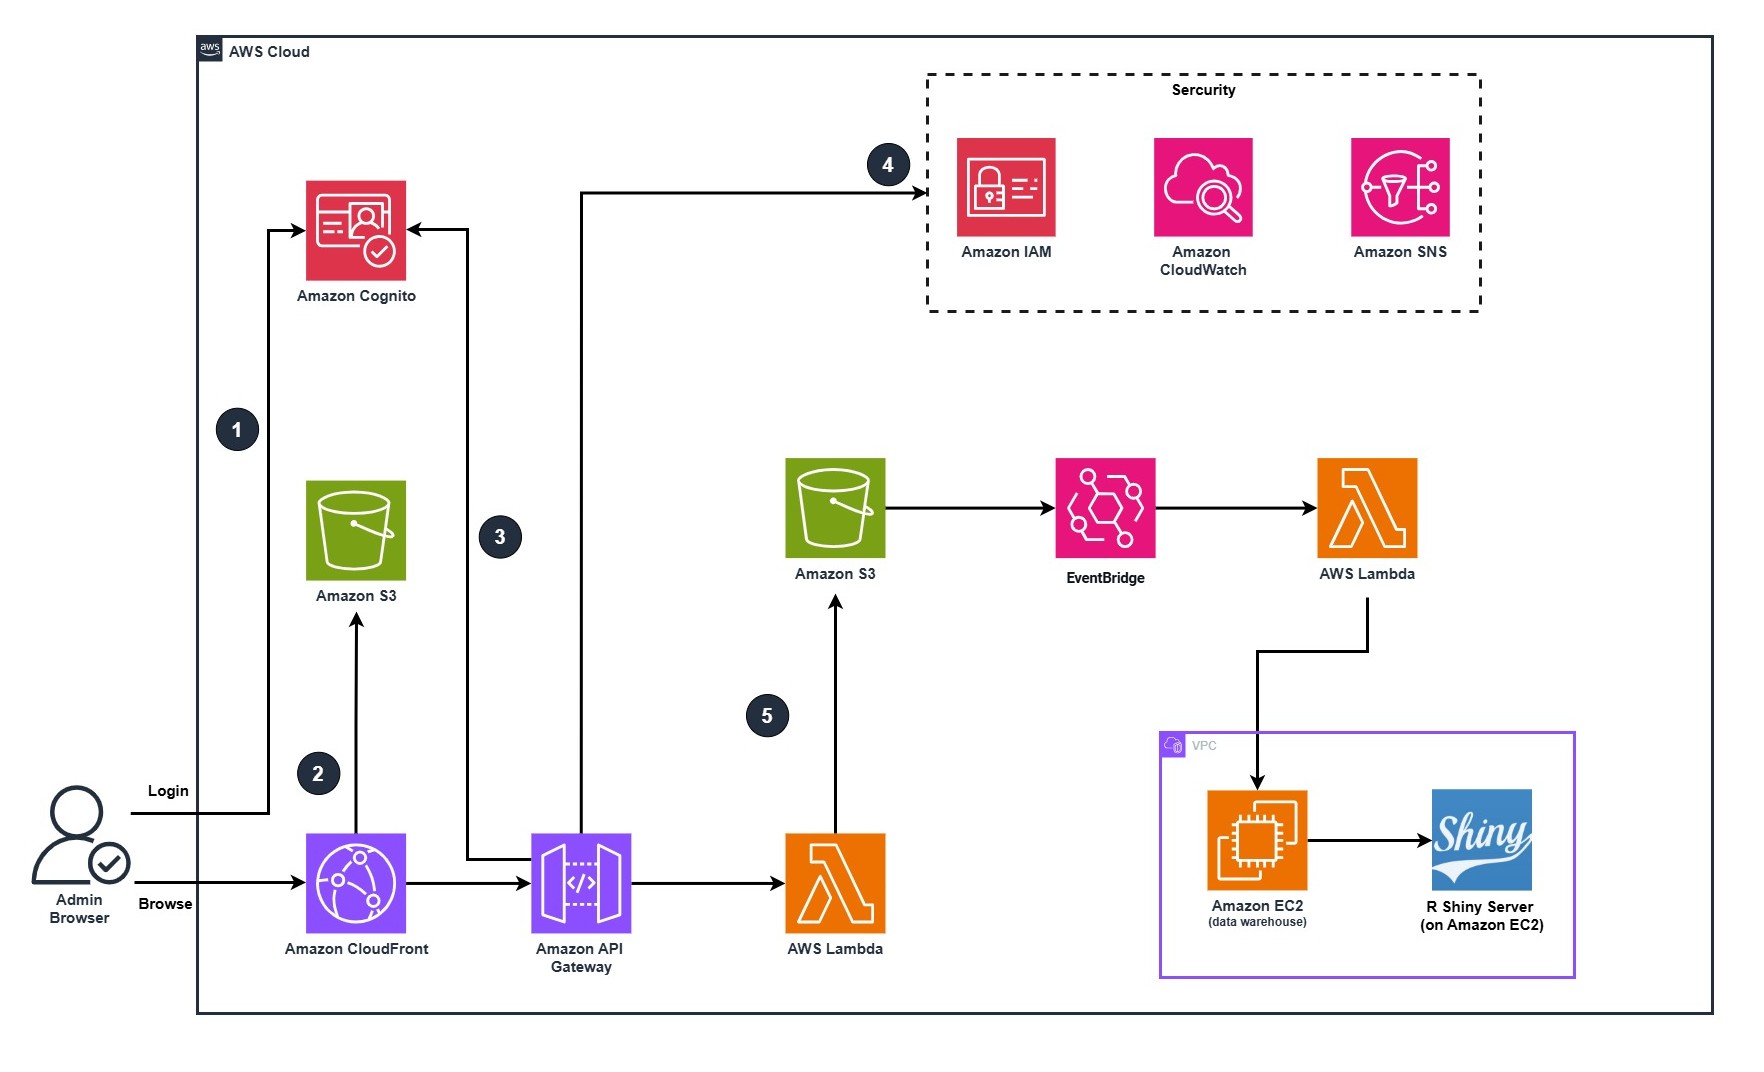 aws
AWS Cloud
Sercurity
4
Amazon IAM
Amazon
CloudWatch
Amazon SNS
Amazon Cognito
1
3
Amazon S3
Amazon S3
EventBridge
AWS Lambda
5
2
VPC
Login
Admin
Browser
Browse
Amazon CloudFront
</>
Amazon API
Gateway
AWS Lambda
Amazon EC2
(data warehouse)
Shiny
R Shiny Server
(on Amazon EC2)